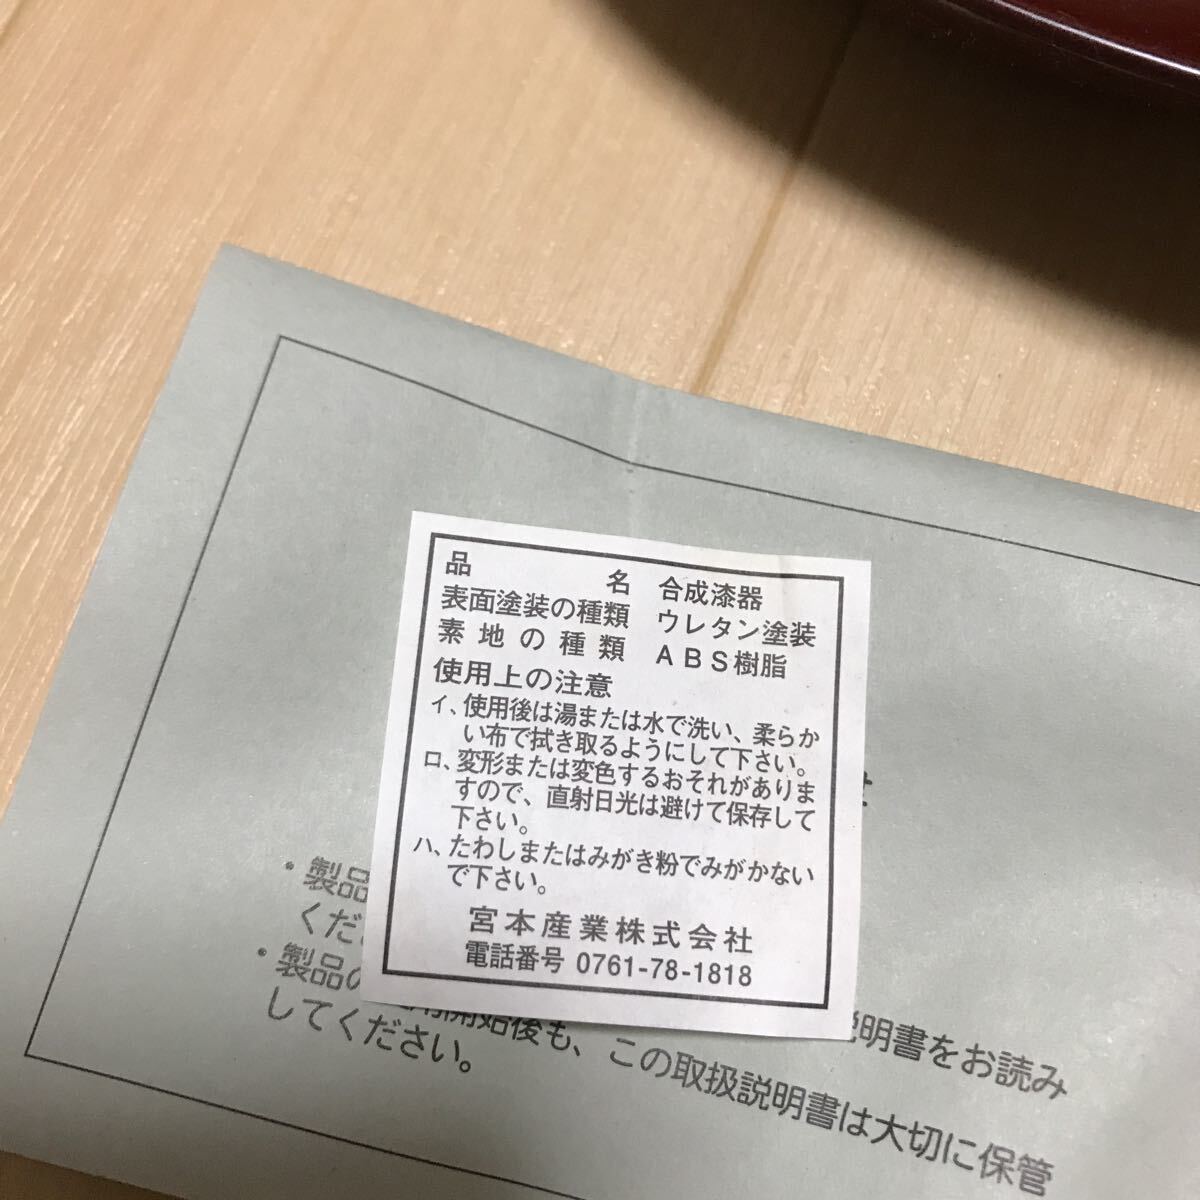 品名 合成漆器
表面塗装の種類 ウレタン塗装
素地の種類 ABS樹脂
使用上の注意
イ、使用後は湯または水で洗い、柔らか
い布で拭き取るようにして下さい。
ロ、変形または変色するおそれがありま
すので、直射日光は避けて保存して
下さい。
ハ、たわしまたはみがき粉でみがかない
で下さい。
宮本産業株式会社
電話番号 0761-78-1818
・製品 説明書をお読み
くださ
・製品の 用開始後も、この取扱説明書は大切に保管
してください。